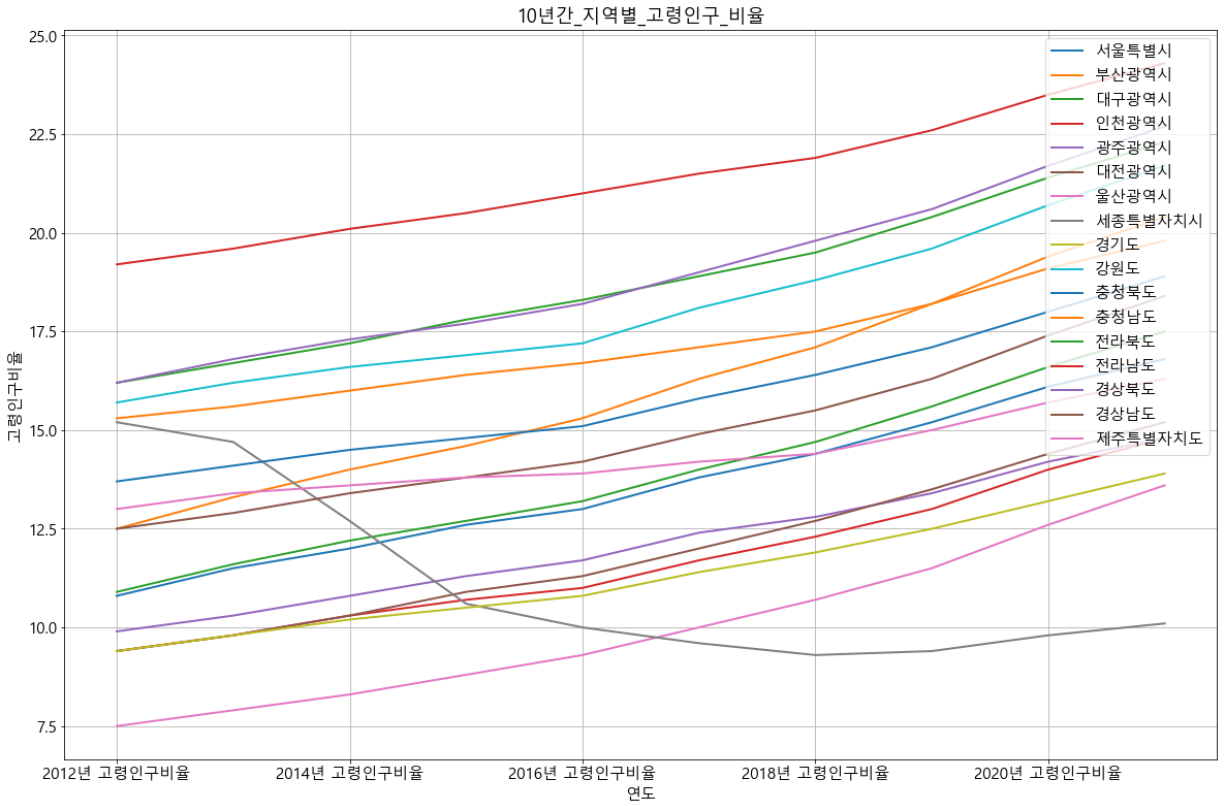 10년간_지역별_고령인구_비율
고령인구비율
25.0
22.5
20.0
17.5
15.0
12.5
10.0
7.5
서울특별시
부산광역시
대구광역시
인천광역시
광주광역시
대전광역시
울산광역시
세종특별자치시
경기도
강원도
충청북도
충청남도
전라북도
전라남도
경상북도
경상남도
제주특별자치도
2012년 고령인구비율 2014년 고령인구비율 2016년 고령인구비율 2018년 고령인구비율 2020년 고령인구비율
연도